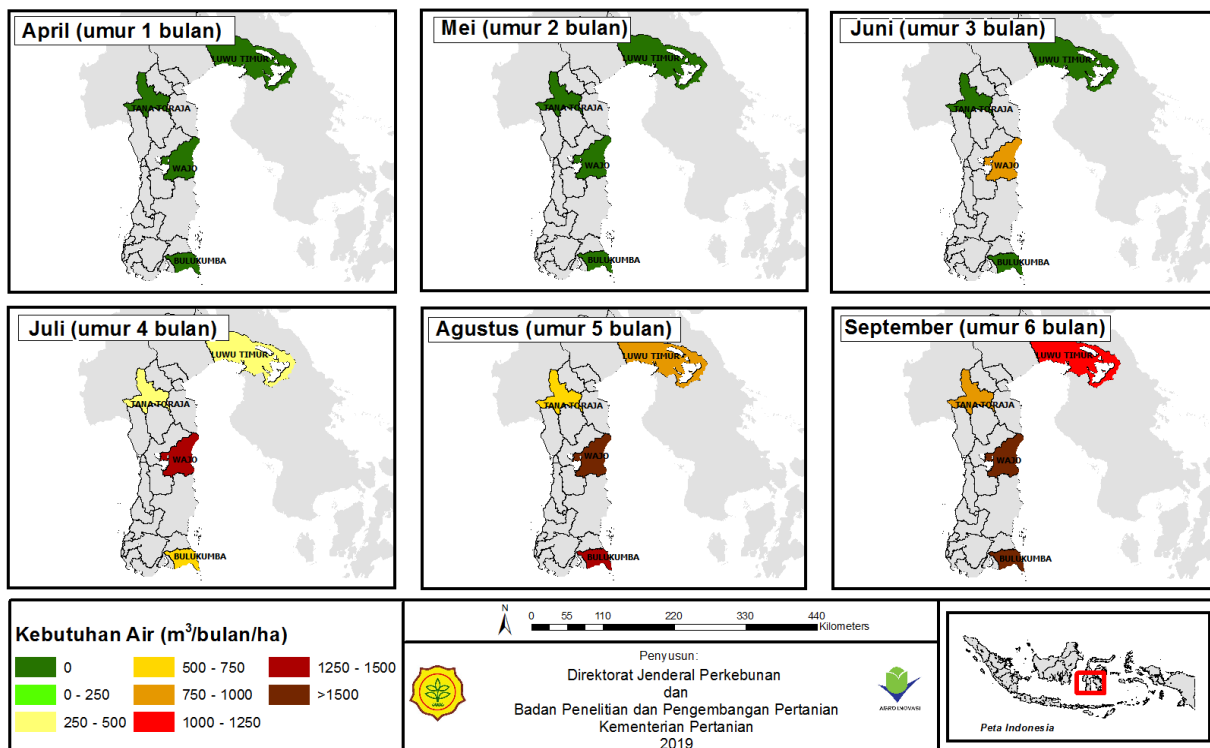 April (umur 1 bulan)
LUWU TIMUR
TANA TORAJA
WAJO
BULUKUMBA
Mei (umur 2 bulan)
LUWU TIMUR
TANA TORAJA
WAJO
BULUKUMBA
Juni (umur 3 bulan)
LUWU TIMUR
TANA TORAJA
WAJO
BULUKUMBA
Juli (umur 4 bulan)
LUWU TIMUR
TANA TORAJA
WAJO
BULUKUMBA
Agustus (umur 5 bulan)
LUWU TIMUR
TANA TORAJA
WAJO
BULUKUMBA
September (umur 6 bulan)
LUWU TIMUR
TANA TORAJA
WAJO
BULUKUMBA
Kebutuhan Air (m³/bulan/ha)
0
0 - 250
250 - 500
500 - 750
750 - 1000
1000 - 1250
1250 - 1500
>1500
N
0 55 110 220 330 440
Kilometers
Penyusun:
Direktorat Jenderal Perkebunan
dan
Badan Penelitian dan Pengembangan Pertanian
Kementerian Pertanian
2019
AGRO INOVASI
Peta Indonesia